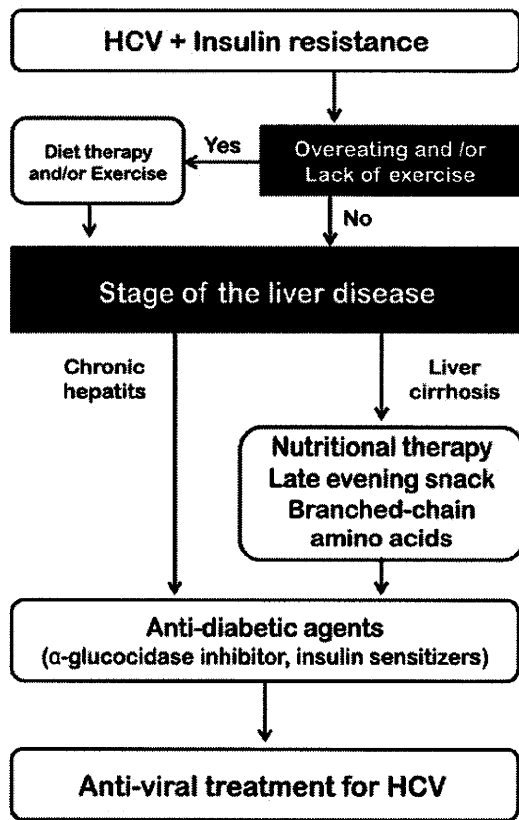 HCV + Insulin resistance
Diet therapy
and/or Exercise
Yes
Overeating and /or
Lack of exercise
No
Stage of the liver disease
Chronic
hepatits
Liver
cirrhosis
Nutritional therapy
Late evening snack
Branched-chain
amino acids
Anti-diabetic agents
(α-glucocidase inhibitor, insulin sensitizers)
Anti-viral treatment for HCV